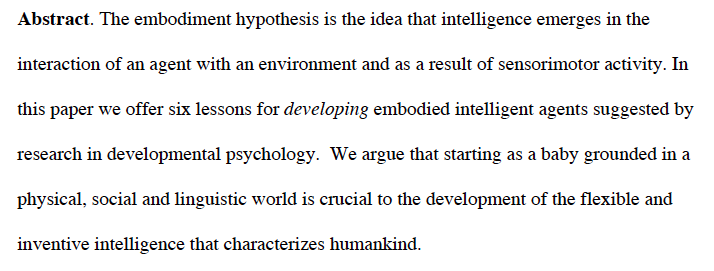 Abstract. The embodiment hypothesis is the idea that intelligence emerges in the
interaction of an agent with an environment and as a result of sensorimotor activity. In
this paper we offer six lessons for developing embodied intelligent agents suggested by
research in developmental psychology.  We argue that starting as a baby grounded in a
physical, social and linguistic world is crucial to the development of the flexible and
inventive intelligence that characterizes humankind.